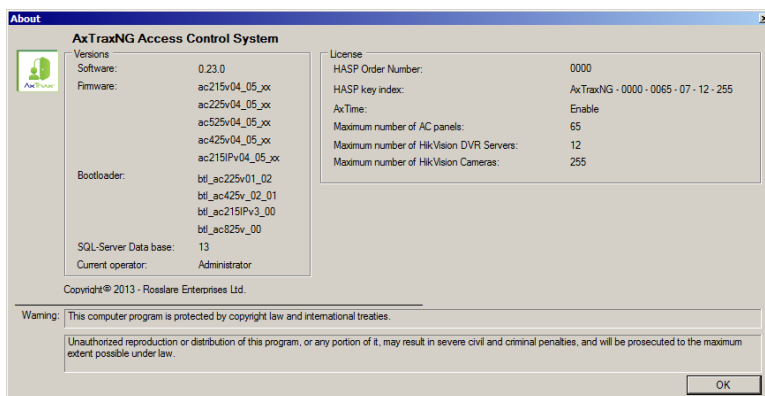 About
AxTraxNG Access Control System
AxTrax
Versions
Software: 0.23.0
Firmware: ac215v04_05_xx
ac225v04_05_xx
ac525v04_05_xx
ac425v04_05_xx
ac215IPv04_05_xx
Bootloader: btl_ac225v01_02
btl_ac425v_02_01
btl_ac215IPv3_00
btl_ac825v_00
SQL-Server Data base: 13
Current operator: Administrator
License
HASP Order Number: 0000
HASP key index: AxTraxNG - 0000 - 0065 - 07 - 12 - 255
AxTime: Enable
Maximum number of AC panels: 65
Maximum number of HikVision DVR Servers: 12
Maximum number of HikVision Cameras: 255
Copyright© 2013 - Rosslare Enterprises Ltd.
Warning: This computer program is protected by copyright law and international treaties.
Unauthorized reproduction or distribution of this program, or any portion of it, may result in severe civil and criminal penalties, and will be prosecuted to the maximum
extent possible under law.
OK